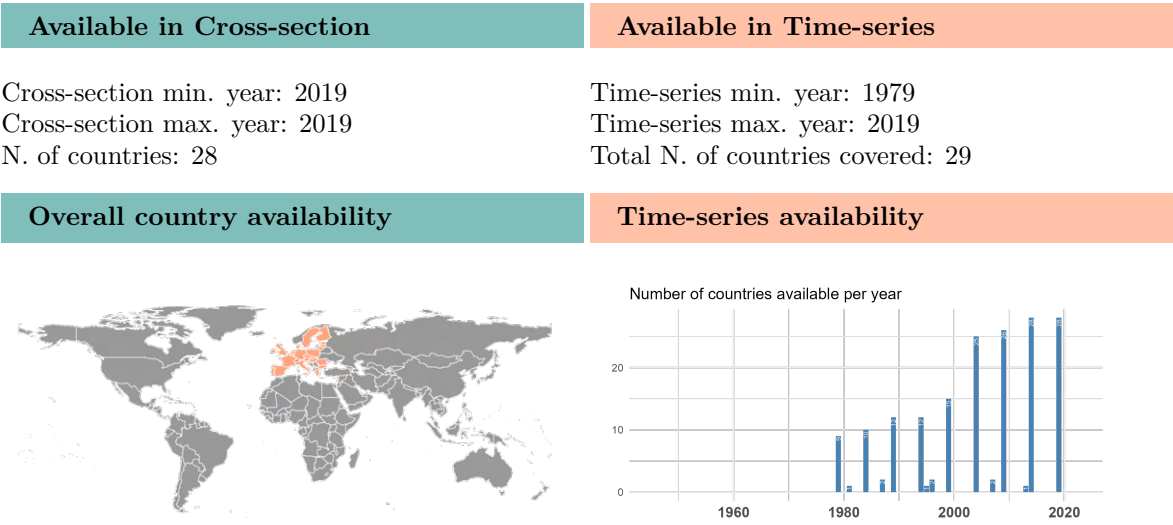 Available in Cross-section
Available in Time-series
Cross-section min. year: 2019
Cross-section max. year: 2019
N. of countries: 28
Time-series min. year: 1979
Time-series max. year: 2019
Total N. of countries covered: 29
Overall country availability
Time-series availability
Number of countries available per year
20
10
0
1960 1980 2000 2020